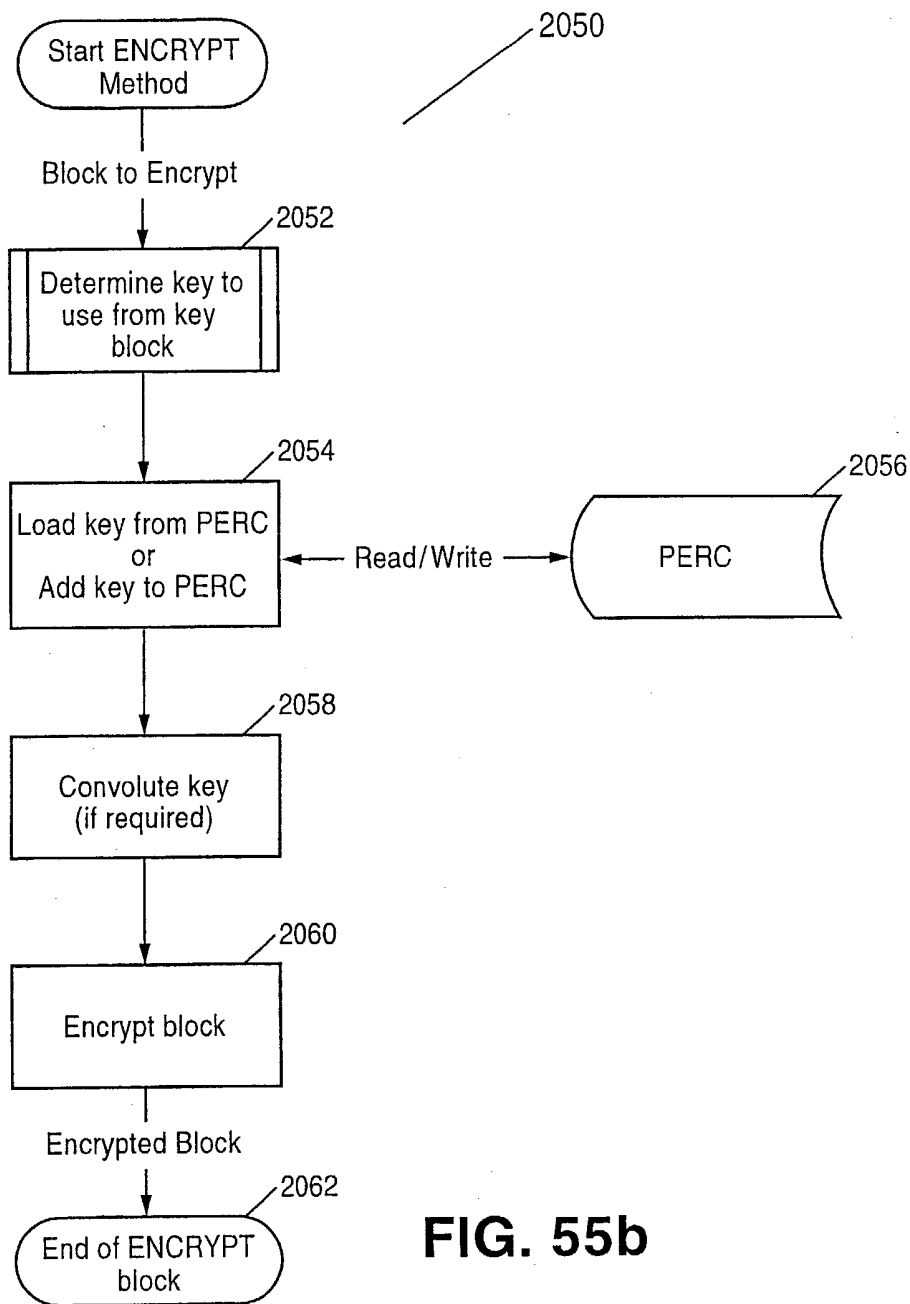 2050
Start ENCRYPT
Method
Block to Encrypt
2052
Determine key to
use from key
block
2054
Load key from PERC
or
Add key to PERC
Read/Write
2056
PERC
2058
Convolute key
(if required)
2060
Encrypt block
Encrypted Block
2062
End of ENCRYPT
block
FIG. 55b